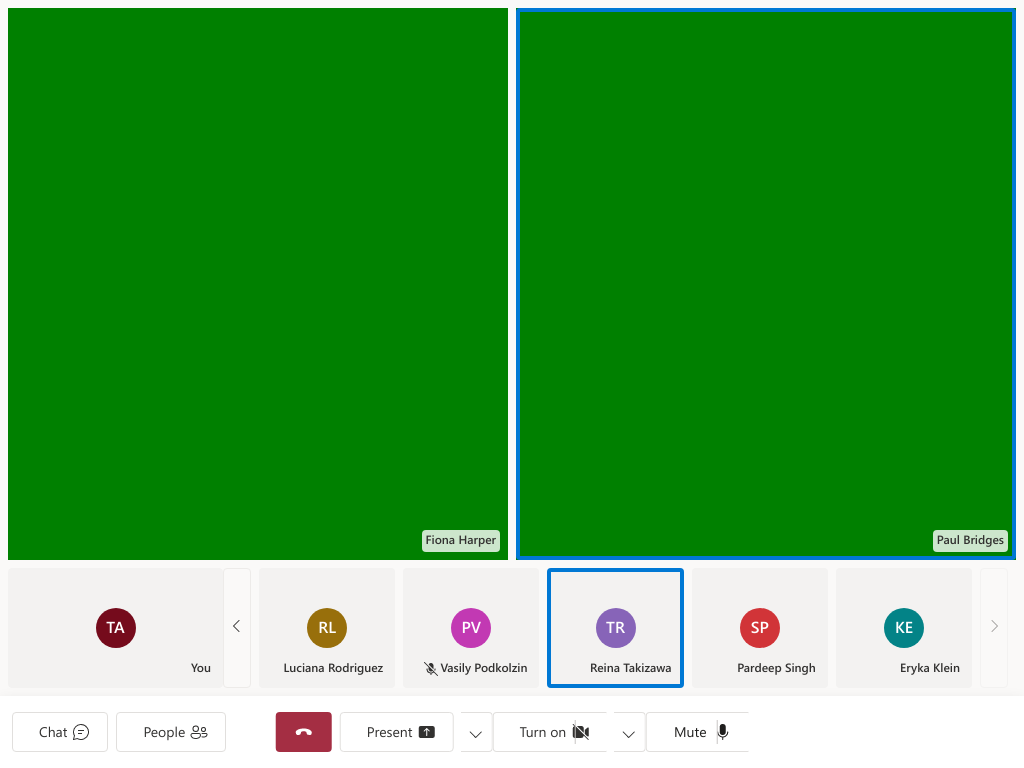 Fiona Harper
Paul Bridges
TA
You
RL
Luciana Rodriguez
PV
Vasily Podkolzin
TR
Reina Takizawa
SP
Pardeep Singh
KE
Eryka Klein
Chat
People
Present
Turn on
Mute